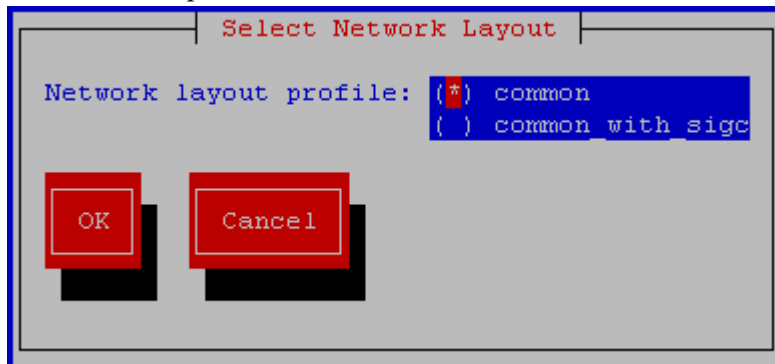 Select Network Layout
Network layout profile: (*) common
( ) common_with_sigc
OK Cancel